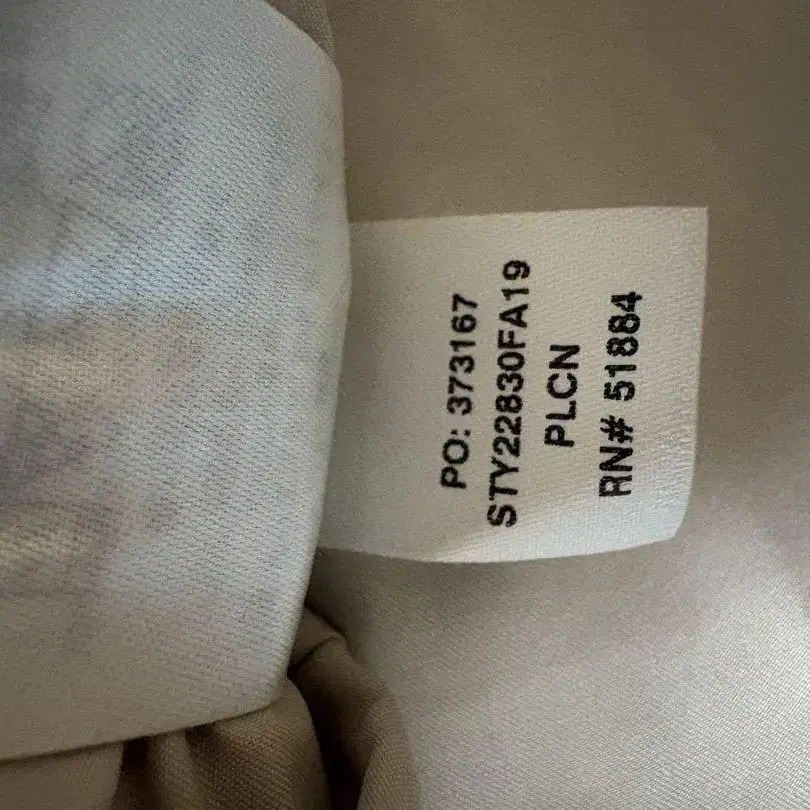 PO: 373167
STY22830FA19
PLCN
RN# 51884